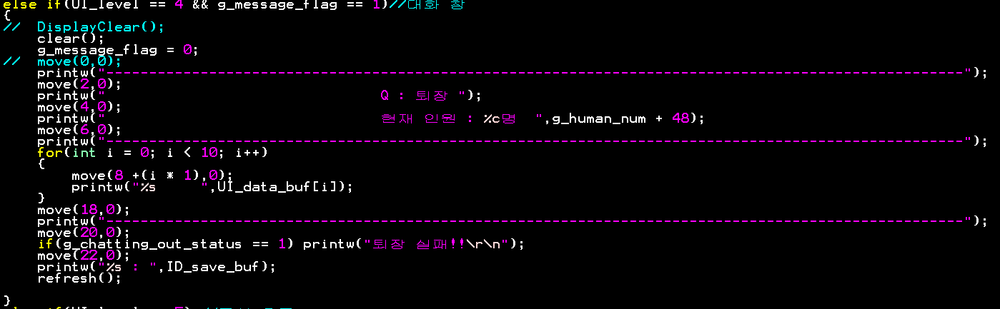 else if(UI_level == 4 && g_message_flag == 1)//대화 창
{
//  DisplayClear();
    clear();
    g_message_flag = 0;
//  move(0,0);
    printw("----------------------------------------------------------------------------------------------------");
    move(2,0);
    printw("                                Q : 퇴장 ");
    move(4,0);
    printw("                                현재 인원 : %c명  ",g_human_num + 48);
    move(6,0);
    printw("----------------------------------------------------------------------------------------------------");
    for(int i = 0; i < 10; i++)
    {
        move(8 +(i * 1),0);
        printw("%s     ",UI_data_buf[i]);
    }
    move(18,0);
    printw("----------------------------------------------------------------------------------------------------");
    move(20,0);
    if(g_chatting_out_status == 1) printw("퇴장 실패!!\r\n");
    move(22,0);
    printw("%s : ",ID_save_buf);
    refresh();
}